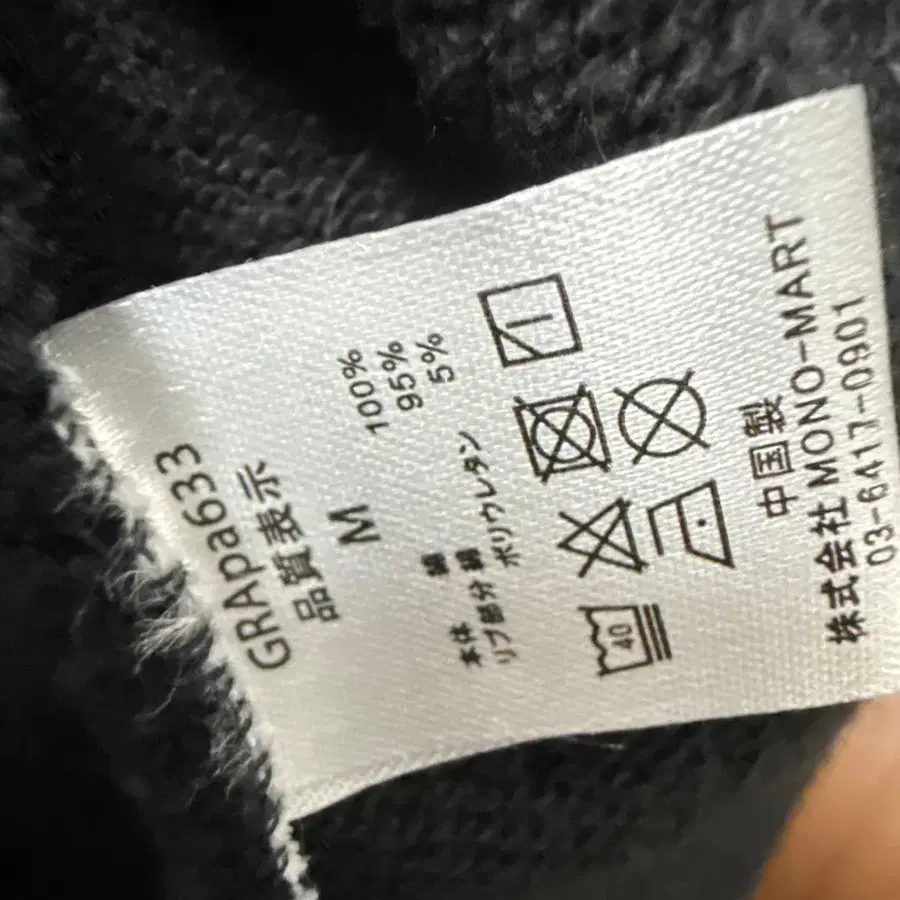 GRApa633
品質表示
M
本体 綿 100%
リブ部分 綿 95%
ポリウレタン 5%
40
中国製
株式会社 MONO-MART
03-6417-0901